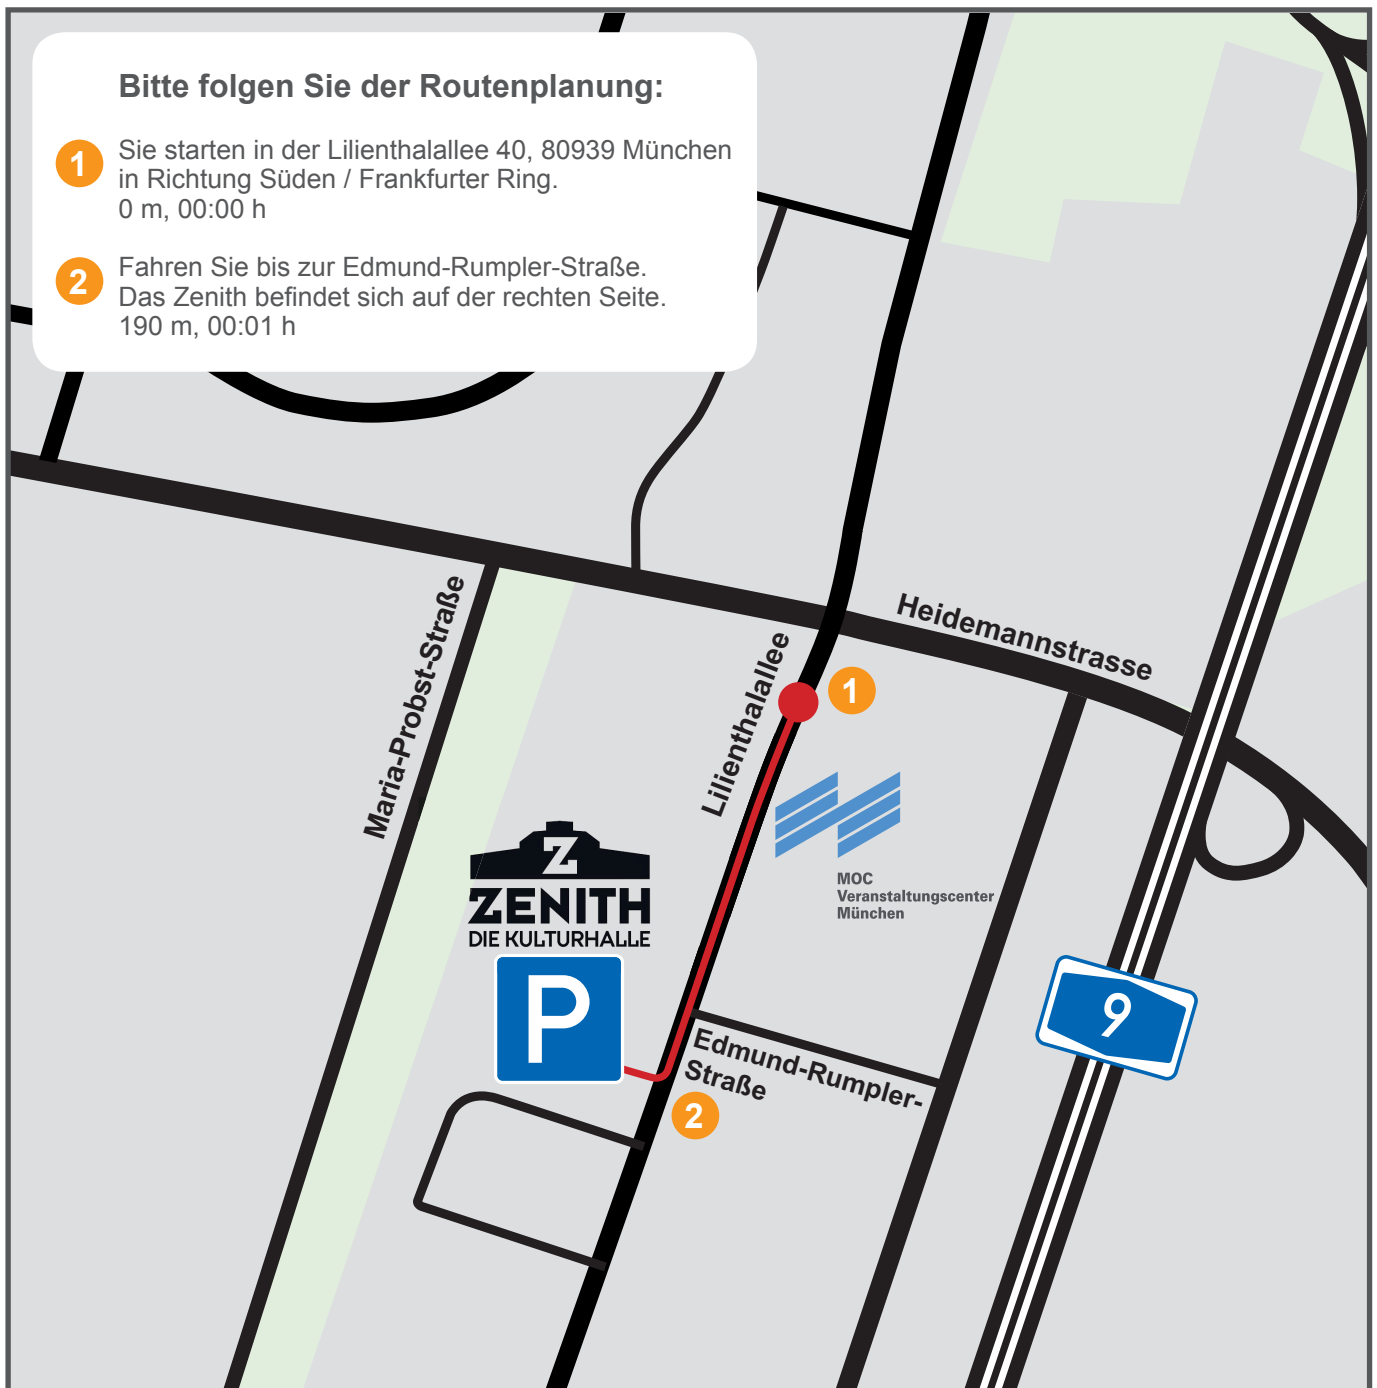 Bitte folgen Sie der Routenplanung:
1
Sie starten in der Lilienthalallee 40, 80939 München
in Richtung Süden / Frankfurter Ring.
0 m, 00:00 h
2
Fahren Sie bis zur Edmund-Rumpler-Straße.
Das Zenith befindet sich auf der rechten Seite.
190 m, 00:01 h
Maria-Probst-Straße
Lilienthalallee
Heidemannstrasse
1
Z
ZENITH
DIE KULTURHALLE
P
MOC
Veranstaltungscenter
München
9
Edmund-Rumpler-
Straße
2